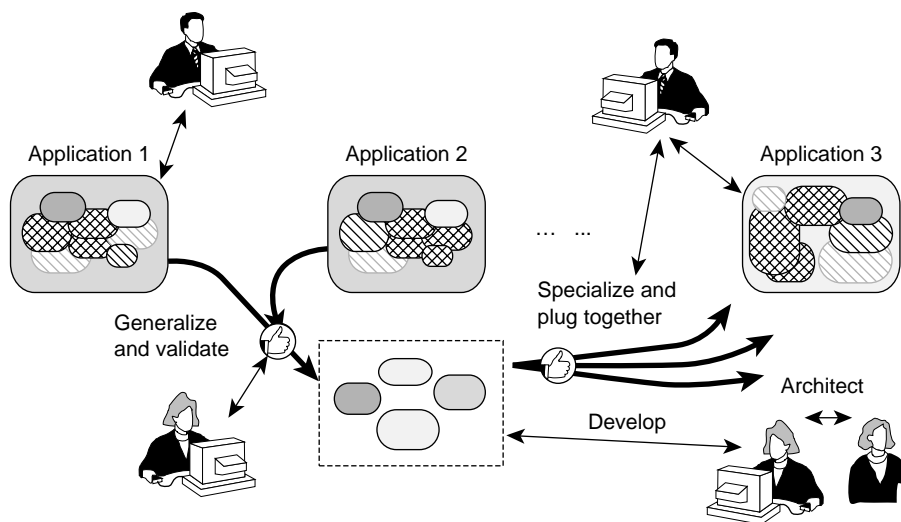 Application 1
Application 2
Application 3
... ...
Generalize
and validate
Specialize and
plug together
Architect
Develop